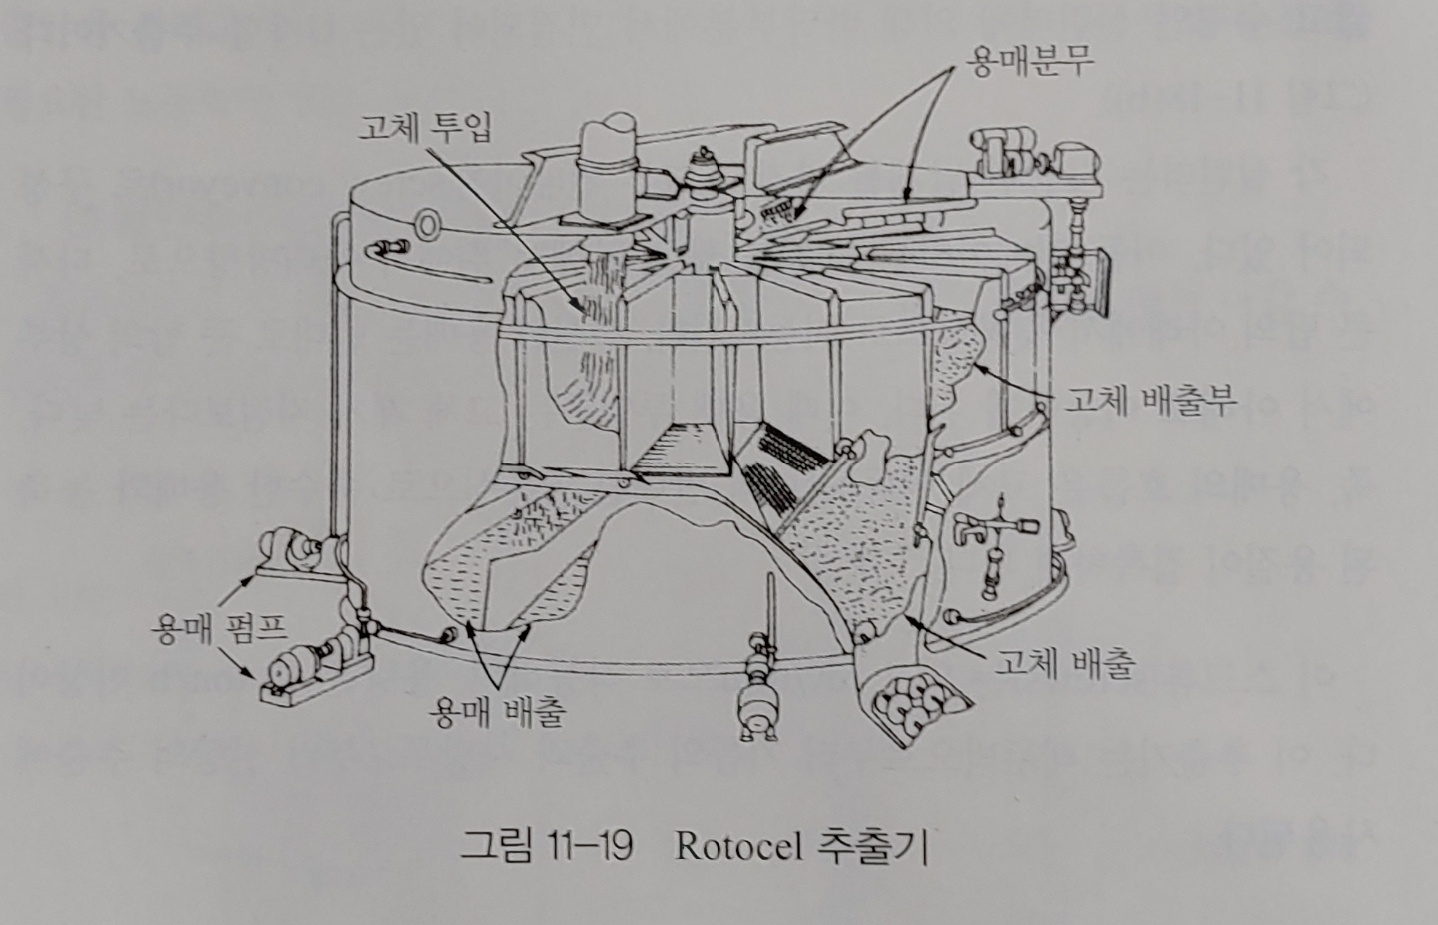 용매분무
고체 투입
고체 배출부
용매 펌프
고체 배출
용매 배출
그림 11-19 Rotocel 추출기